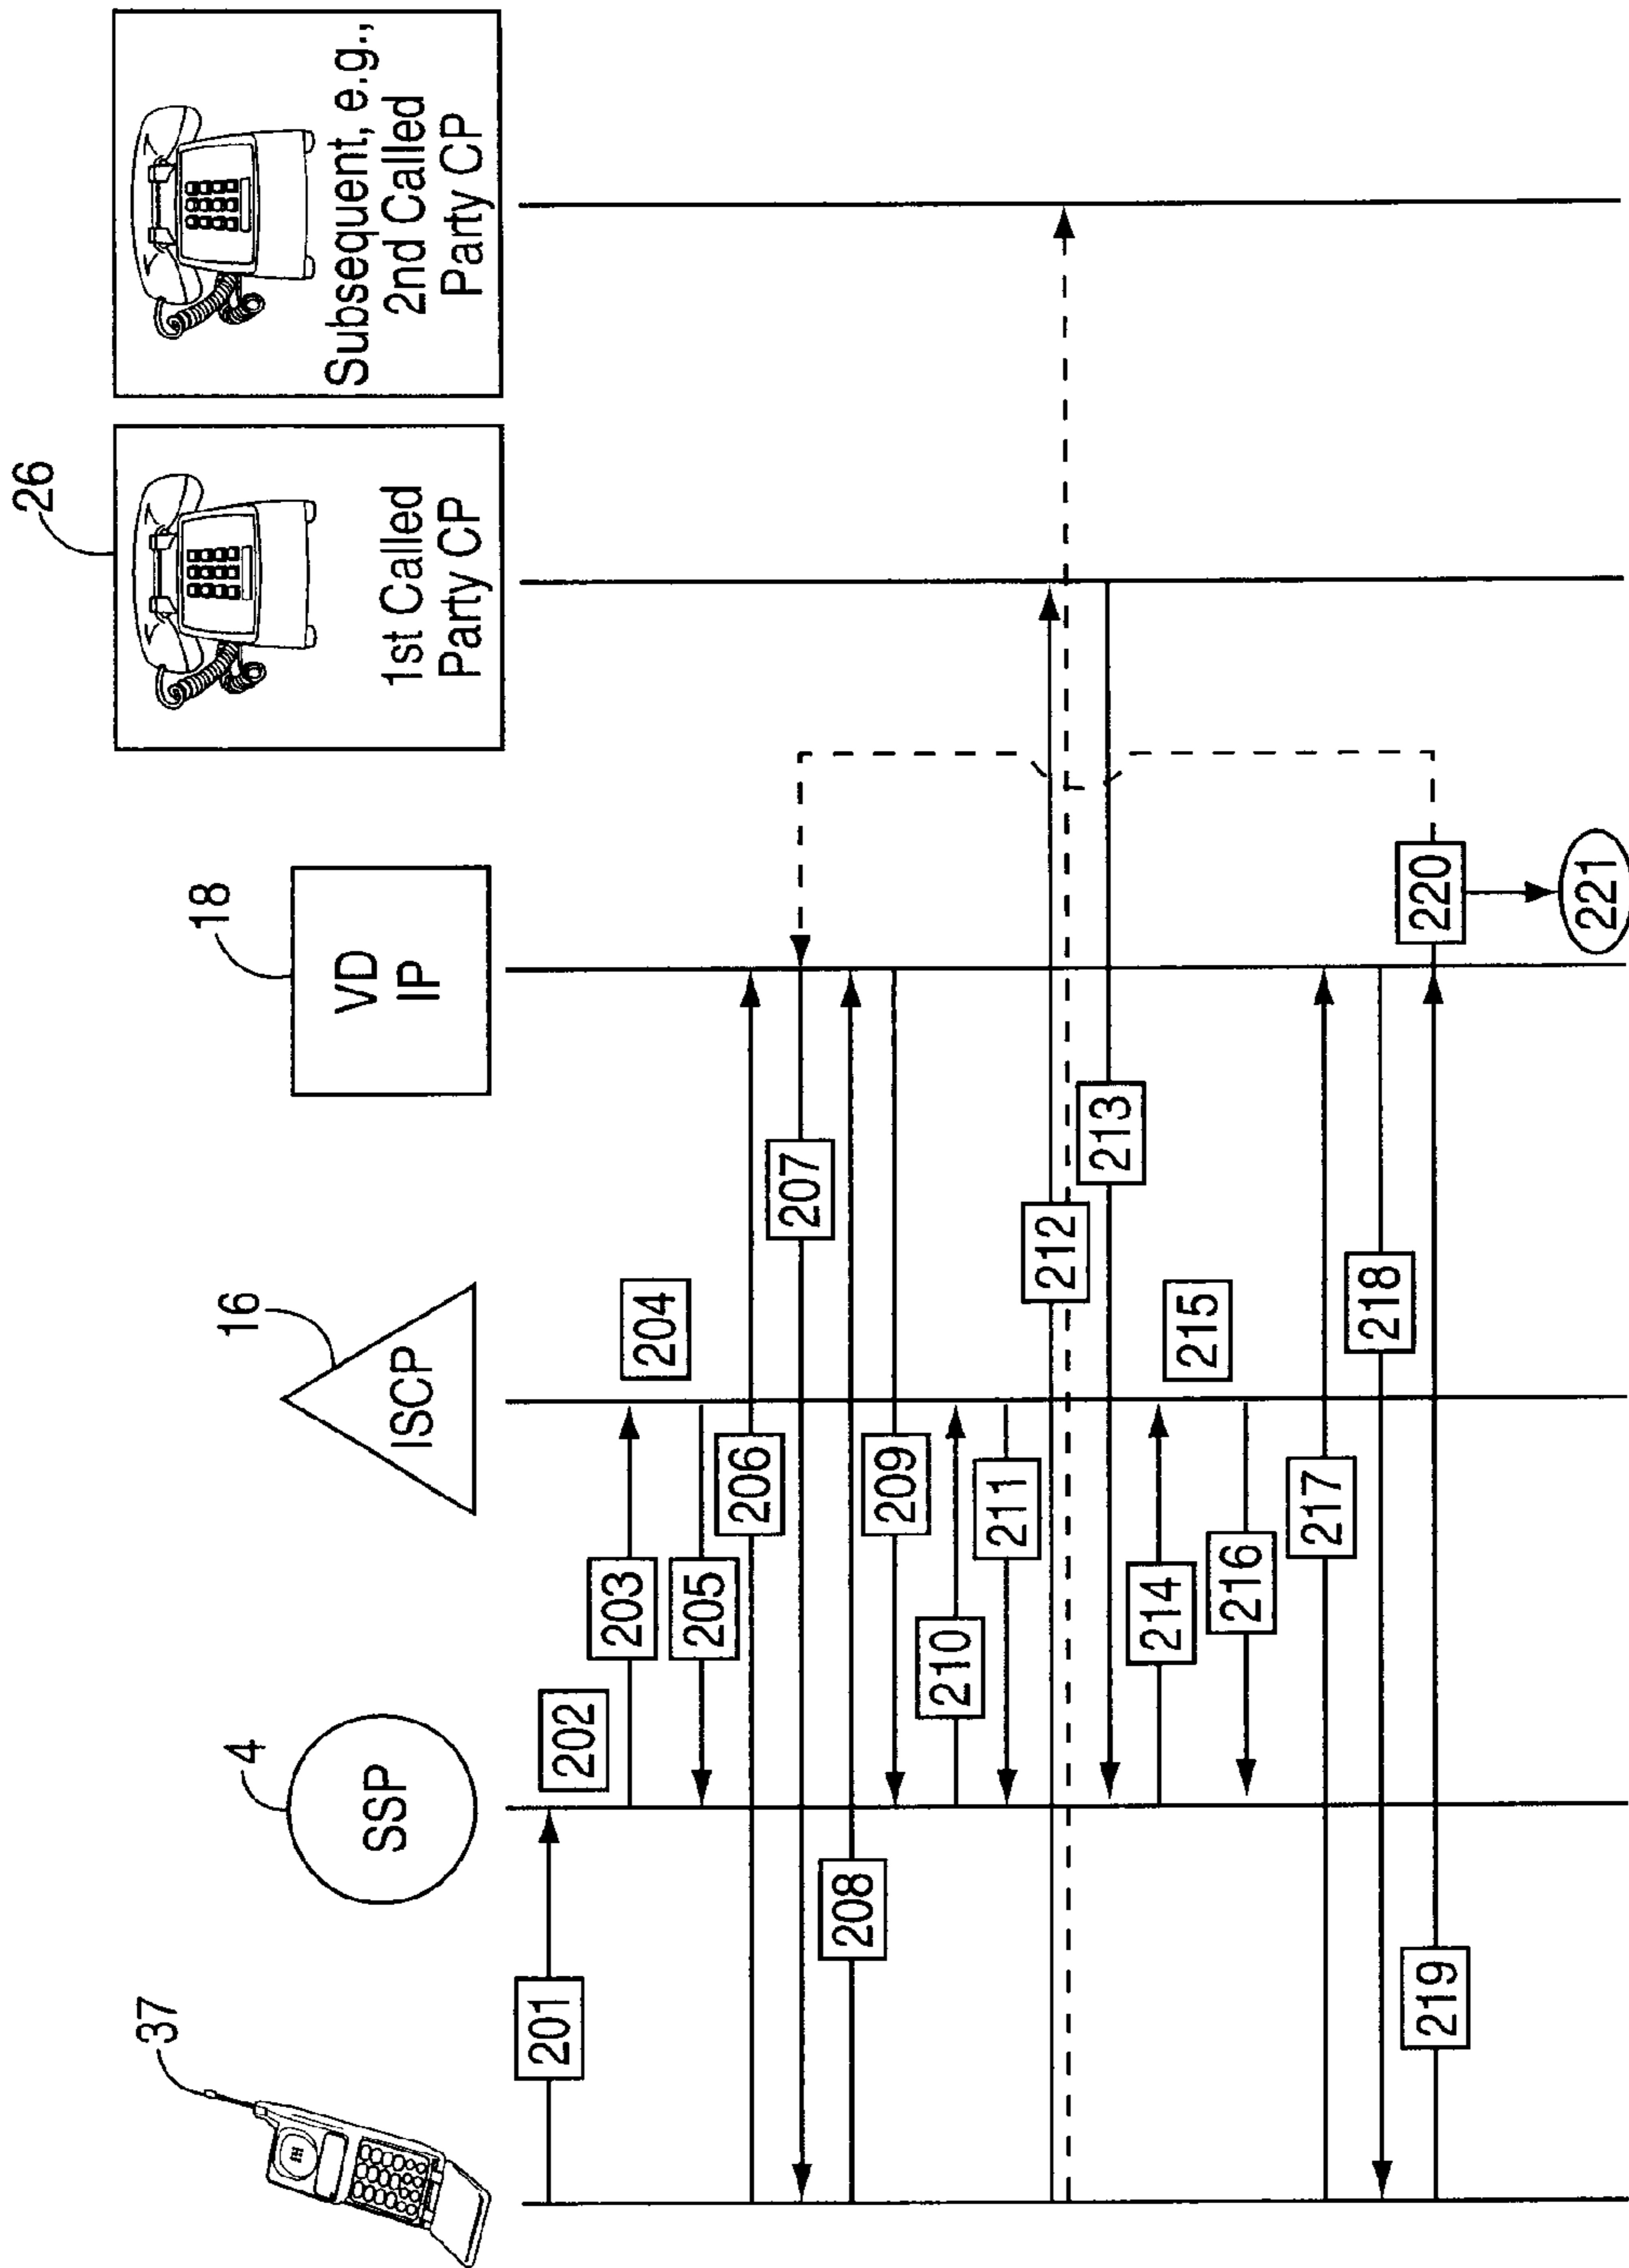 37
4
SSP
16
ISCP
18
VD
IP
26
1st Called
Party CP
Subsequent, e.g.,
2nd Called
Party CP
201
202
203
204
205
206
207
208
209
210
211
212
213
214
215
216
217
218
219
220
221